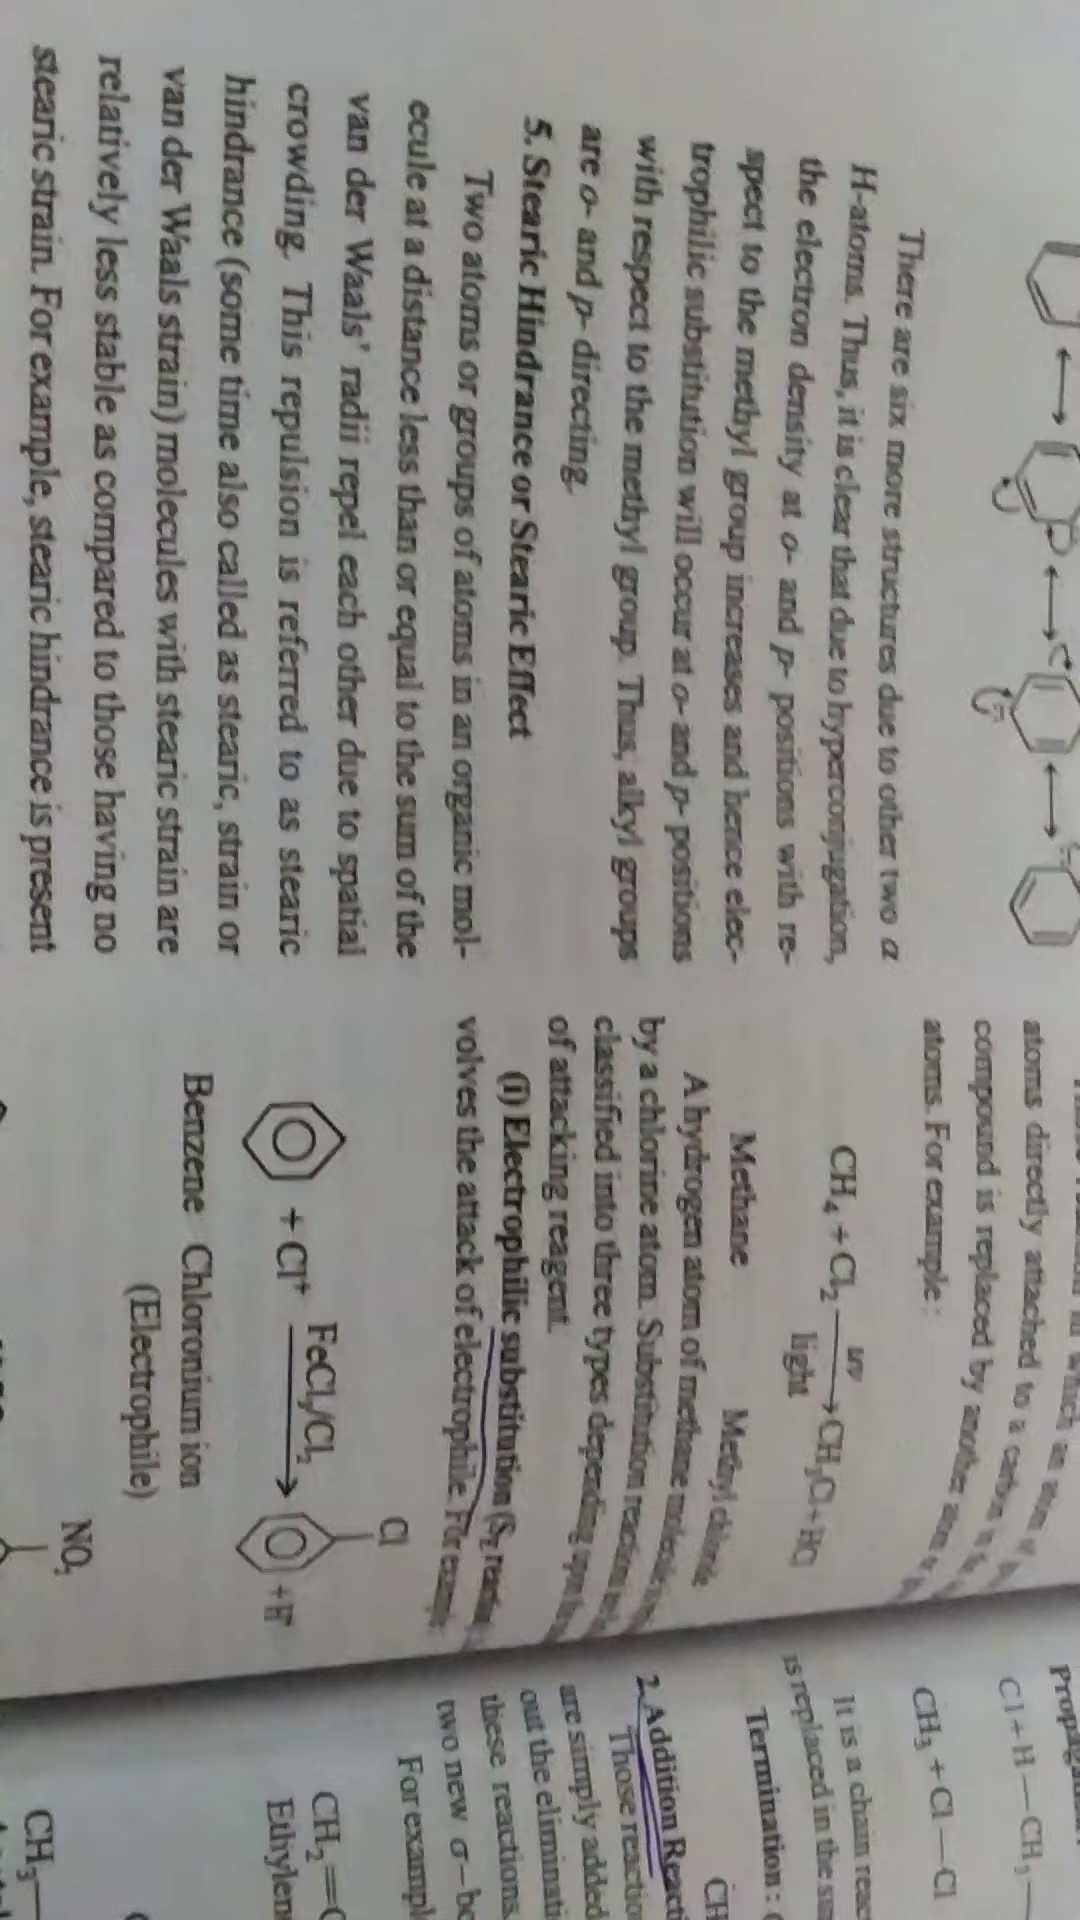 There are six more structures due to other two α
H-atoms. Thus, it is clear that due to hyperconjugation,
the electron density at o- and p- positions with re-
spect to the methyl group increases and hence elec-
trophilic substitution will occur at o- and p- positions
with respect to the methyl group. Thus, alkyl groups
are o- and p- directing.
5. Stearic Hindrance or Stearic Effect
Two atoms or groups of atoms in an organic mol-
ecule at a distance less than or equal to the sum of the
van der Waals' radii repel each other due to spatial
crowding. This repulsion is referred to as stearic
hindrance (some time also called as stearic, strain or
van der Waals strain) molecules with stearic strain are
relatively less stable as compared to those having no
stearic strain. For example, stearic hindrance is present
in which an atom
atoms directly attached to a carbon
compound is replaced by another atom
atoms. For example :
CH₄ + Cl₂ uv → CH₃Cl + HCl
light
Methane Methyl chloride
A hydrogen atom of methane molecule
by a chlorine atom. Substitution reaction
classified into three types depending upon
of attacking reagent.
(i) Electrophilic substitution (S_E reaction
volves the attack of electrophile. For example
Cl
+ Cl⁺ FeCl₃/Cl₂ → + H⁺
Benzene Chloronium ion
(Electrophile)
NO₂
Cl + H — CH₃ —
CH₃ + Cl — Cl
It is a chain reac
is replaced in the su
Termination :
CH
2. Addition Reacti
Those reactio
are simply added
out the eliminati
these reactions,
two new σ- bo
For exampl
CH₂=
Ethylen
CH₃—